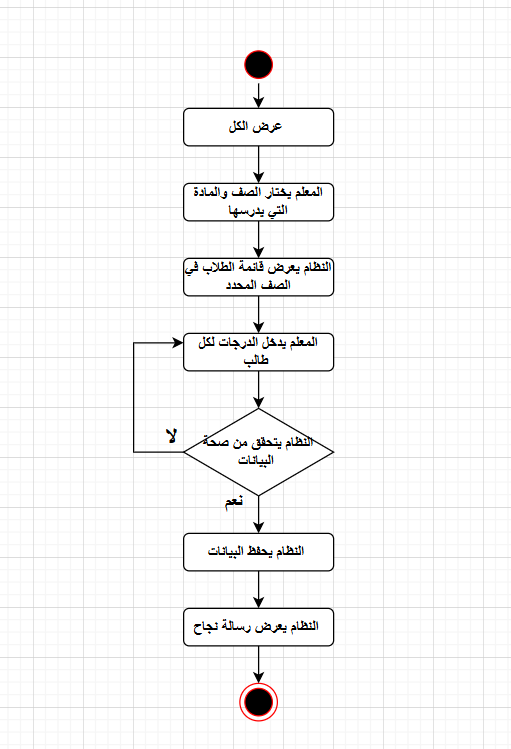 عرض الكل
المعلم يختار الصف والمادة
التي يدرسها
النظام يعرض قائمة الطلاب في
الصف المحدد
المعلم يدخل الدرجات لكل
طالب
النظام يتحقق من صحة
البيانات
لا
نعم
النظام يحفظ البيانات
النظام يعرض رسالة نجاح